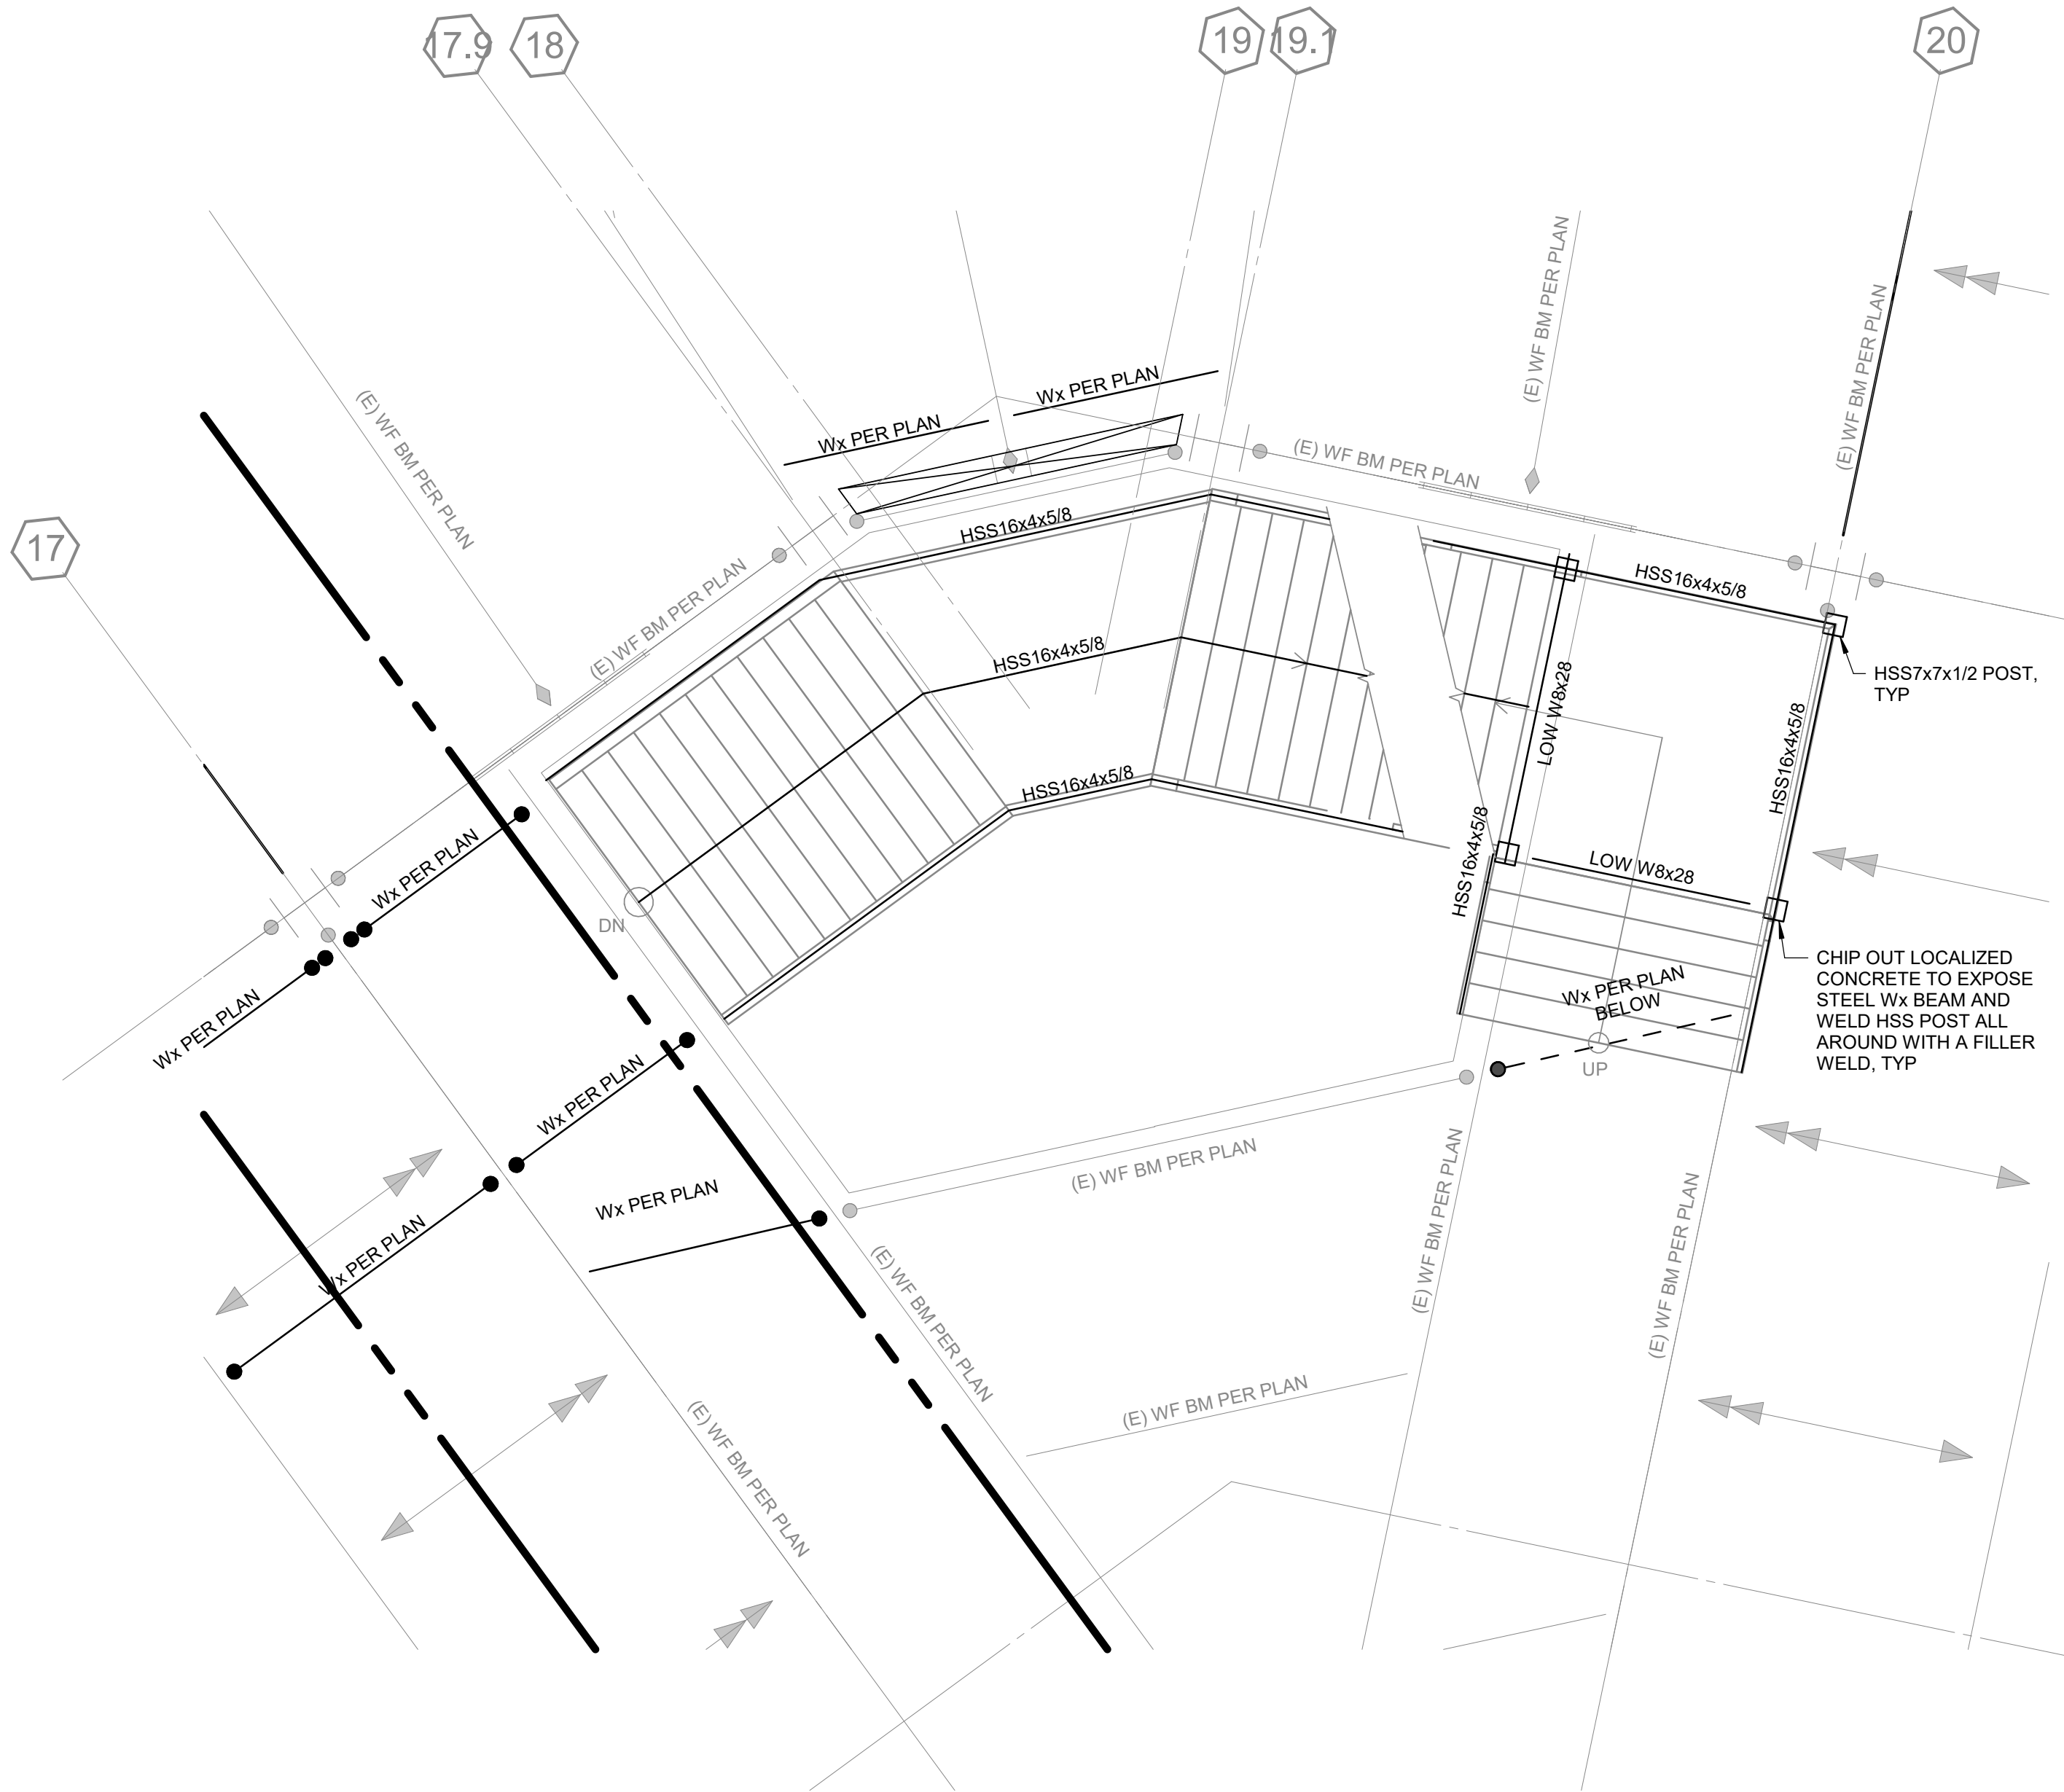 17.9
18
19
19.1
20
17
(E) WF BM PER PLAN
(E) WF BM PER PLAN
(E) WF BM PER PLAN
Wx PER PLAN
Wx PER PLAN
(E) WF BM PER PLAN
(E) WF BM PER PLAN
HSS16x4x5/8
HSS16x4x5/8
HSS16x4x5/8
HSS16x4x5/8
LOW W8x28
HSS7x7x1/2 POST,
TYP
HSS16x4x5/8
HSS16x4x5/8
LOW W8x28
Wx PER PLAN
DN
Wx PER PLAN
CHIP OUT LOCALIZED
CONCRETE TO EXPOSE
STEEL Wx BEAM AND
WELD HSS POST ALL
AROUND WITH A FILLER
WELD, TYP
Wx PER PLAN
BELOW
UP
Wx PER PLAN
Wx PER PLAN
Wx PER PLAN
(E) WF BM PER PLAN
(E) WF BM PER PLAN
(E) WF BM PER PLAN
(E) WF BM PER PLAN
(E) WF BM PER PLAN
(E) WF BM PER PLAN